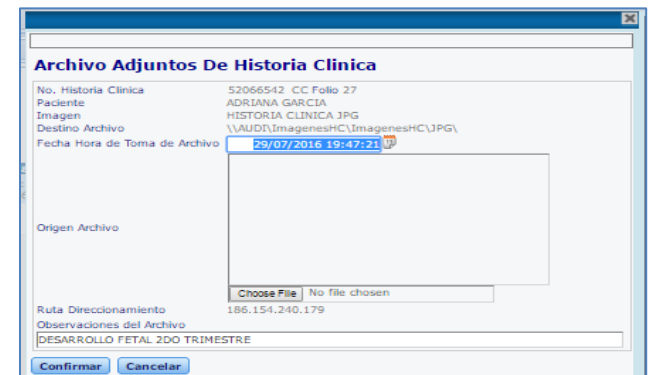 Archivo Adjuntos De Historia Clinica
No. Historia Clinica 52066542 CC Folio 27
Paciente ADRIANA GARCIA
Imagen HISTORIA CLINICA JPG
Destino Archivo \\AUDI\ImagenesHC\ImagenesHC\JPG\
Fecha Hora de Toma de Archivo 29/07/2016 19:47:21
Origen Archivo
Choose File No file chosen
Ruta Direccionamiento 186.154.240.179
Observaciones del Archivo
DESARROLLO FETAL 2DO TRIMESTRE
Confirmar Cancelar